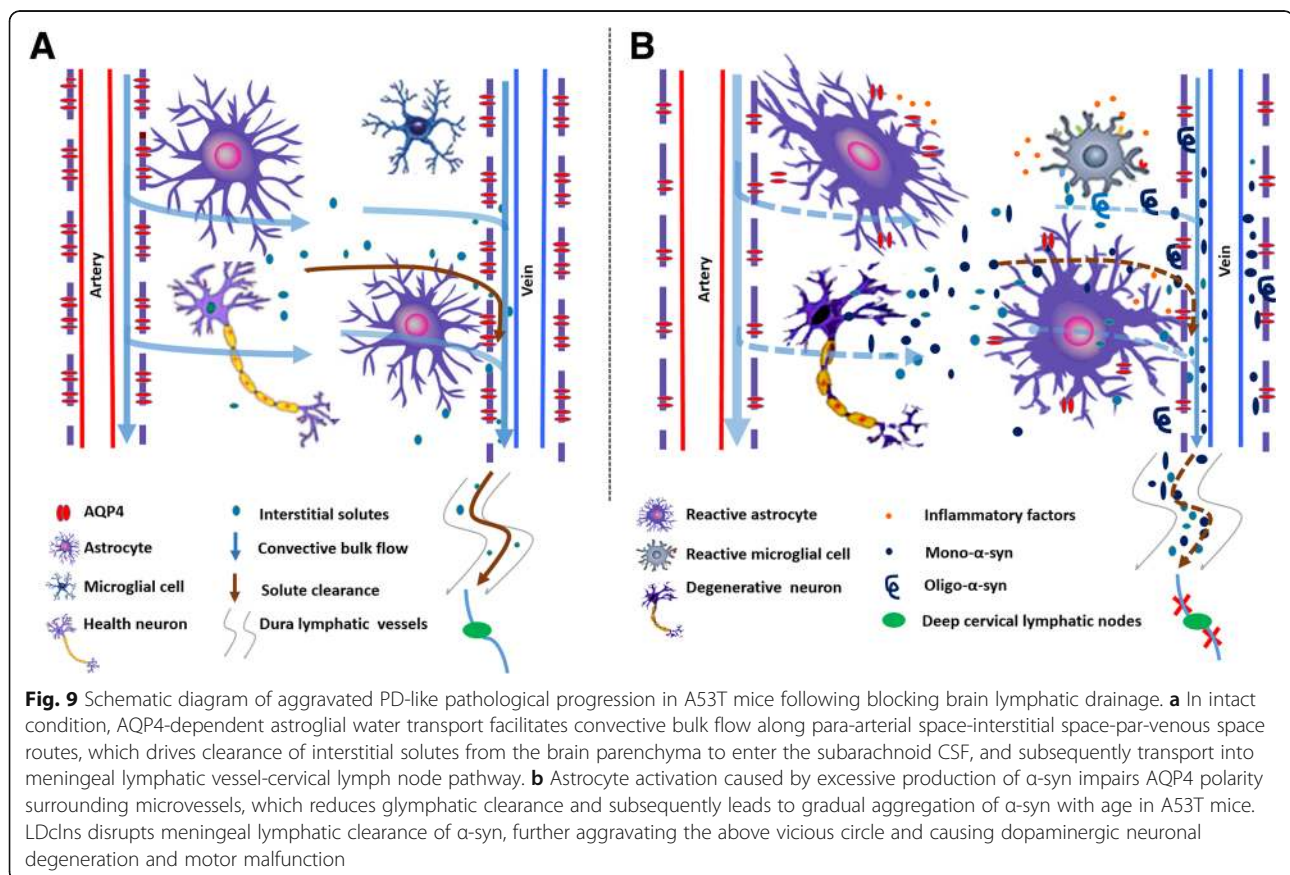 A
B
Artery
Vein
Artery
Vein
AQP4
Astrocyte
Microglial cell
Health neuron
Interstitial solutes
Convective bulk flow
Solute clearance
Dura lymphatic vessels
Reactive astrocyte
Reactive microglial cell
Degenerative neuron
Inflammatory factors
Mono-α-syn
Oligo-α-syn
Deep cervical lymphatic nodes
Fig. 9 Schematic diagram of aggravated PD-like pathological progression in A53T mice following blocking brain lymphatic drainage. a In intact
condition, AQP4-dependent astroglial water transport facilitates convective bulk flow along para-arterial space-interstitial space-par-venous space
routes, which drives clearance of interstitial solutes from the brain parenchyma to enter the subarachnoid CSF, and subsequently transport into
meningeal lymphatic vessel-cervical lymph node pathway. b Astrocyte activation caused by excessive production of α-syn impairs AQP4 polarity
surrounding microvessels, which reduces glymphatic clearance and subsequently leads to gradual aggregation of α-syn with age in A53T mice.
LDclns disrupts meningeal lymphatic clearance of α-syn, further aggravating the above vicious circle and causing dopaminergic neuronal
degeneration and motor malfunction